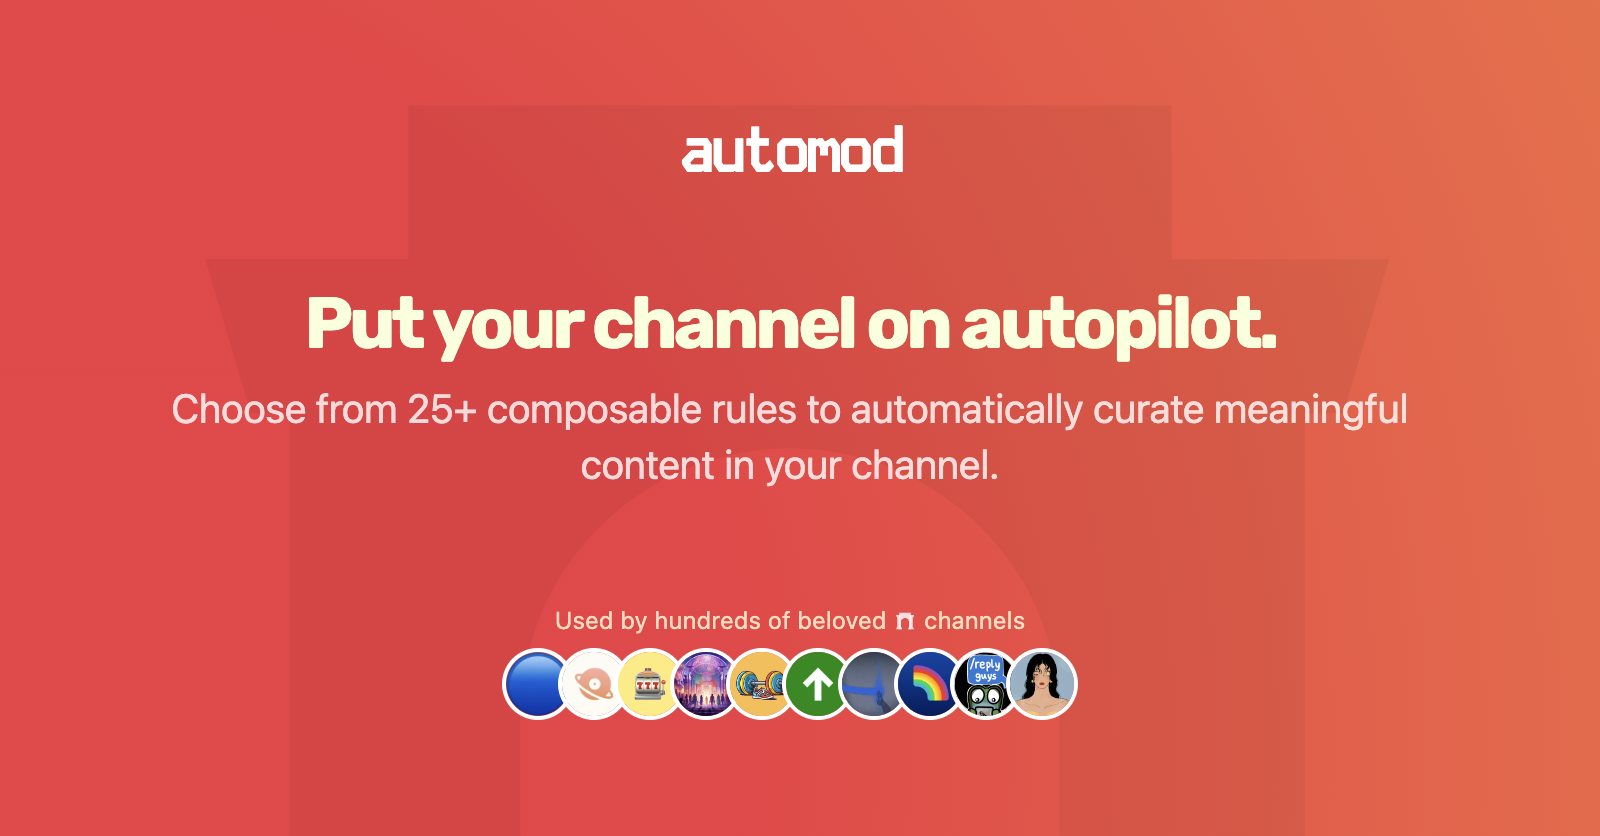 automod
Put your channel on autopilot.
Choose from 25+ composable rules to automatically curate meaningful
content in your channel.
Used by hundreds of beloved channels
777
/reply
guys